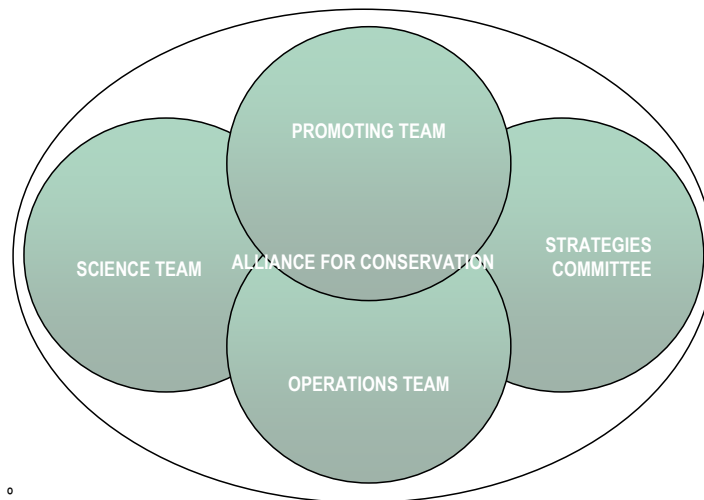 PROMOTING TEAM
STRATEGIES
COMMITTEE
SCIENCE TEAM
ALLIANCE FOR CONSERVATION
OPERATIONS TEAM
o